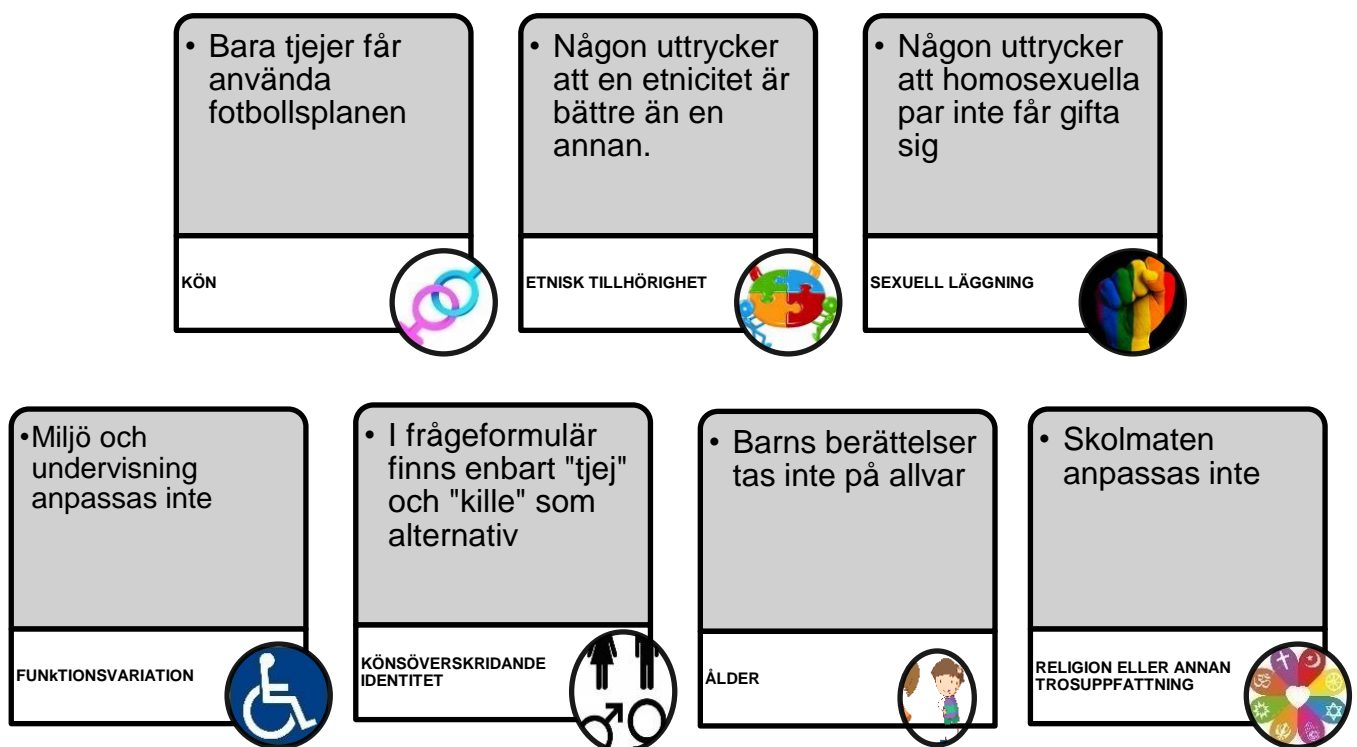 • Bara tjejer får
använda
fotbollsplanen
KÖN
• Någon uttrycker
att en etnicitet är
bättre än en
annan.
ETNISK TILLHÖRIGHET
• Någon uttrycker
att homosexuella
par inte får gifta
sig
SEXUELL LÄGGNING
•Miljö och
undervisning
anpassas inte
FUNkTIONSVARIATION
• I frågeformulär
finns enbart "tjej"
och "kille" som
alternativ
KÖNSÖVERSKRIDANDE
IDENTITET
• Barns berättelser
tas inte på allvar
ÅLDER
• Skolmaten
anpassas inte
RELIGION ELLER ANNAN
TROSUPPFATTNING